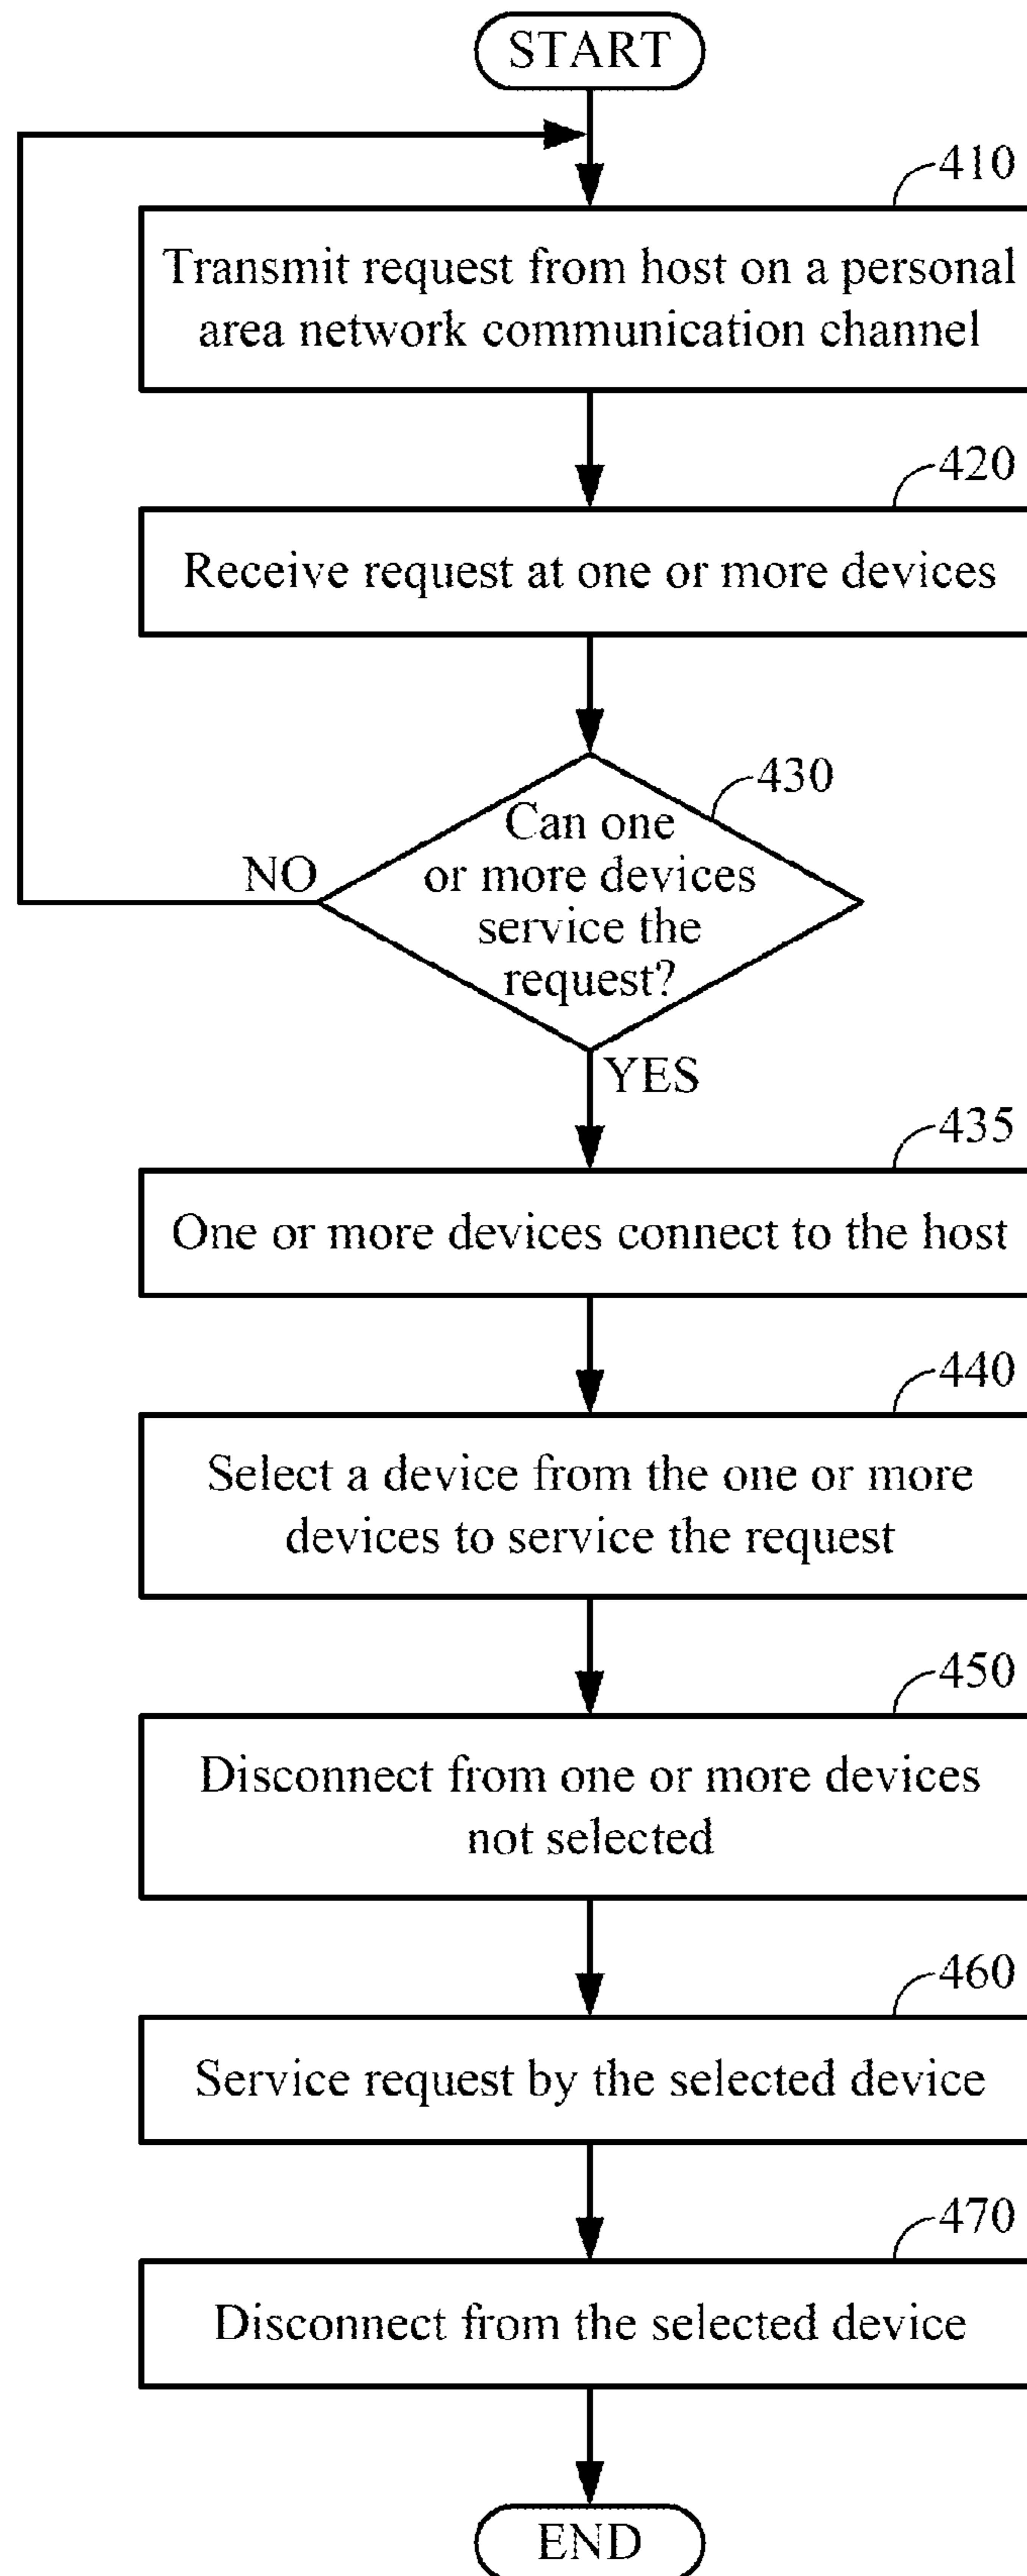 START
410
Transmit request from host on a personal
area network communication channel
420
Receive request at one or more devices
430
Can one
or more devices
service the
request?
NO
YES
435
One or more devices connect to the host
440
Select a device from the one or more
devices to service the request
450
Disconnect from one or more devices
not selected
460
Service request by the selected device
470
Disconnect from the selected device
END